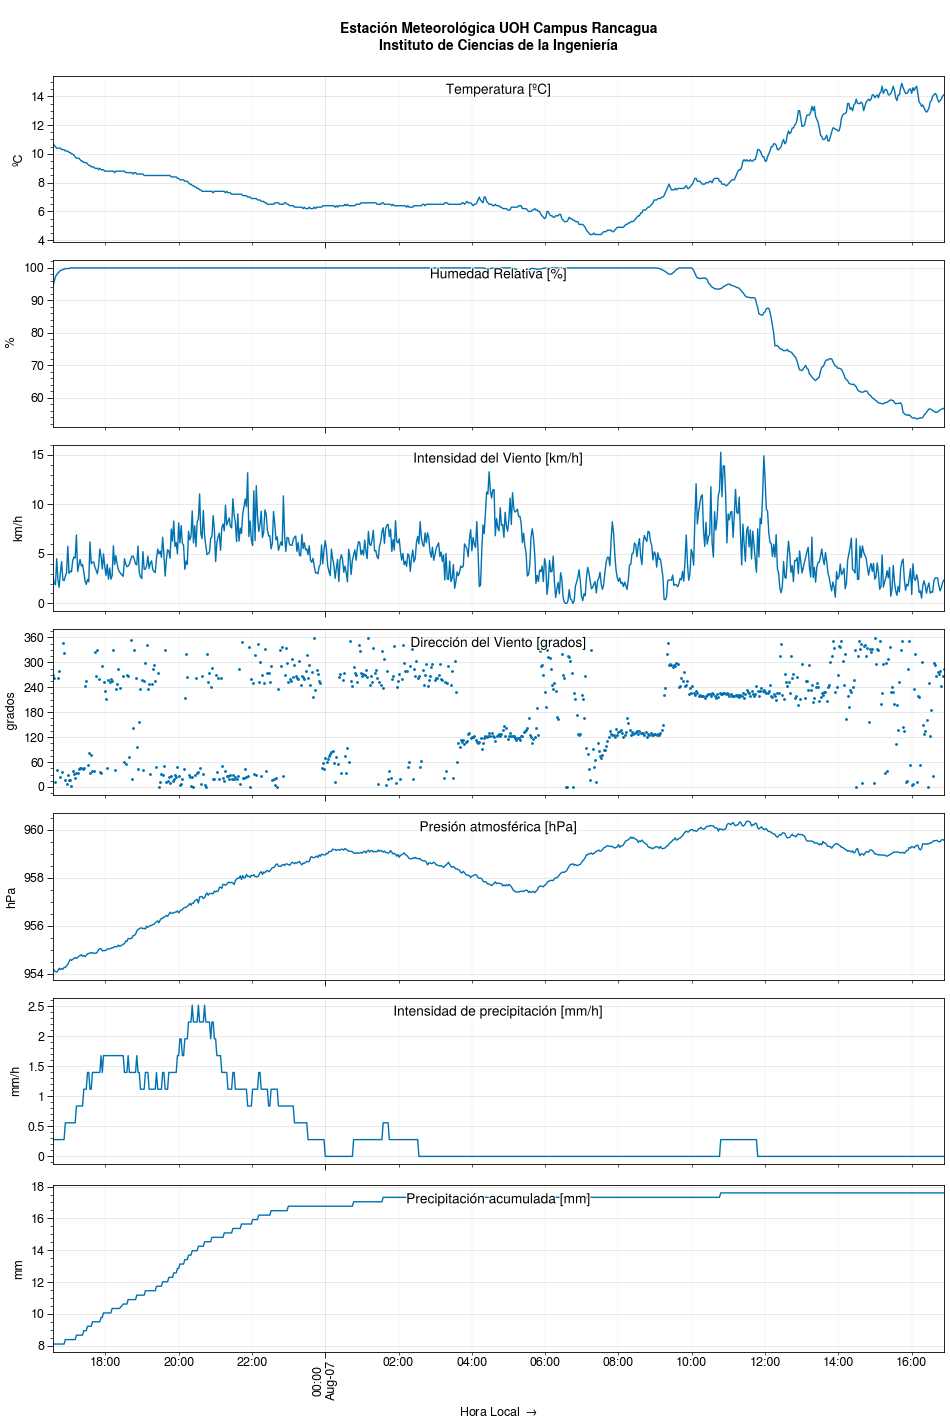 Estación Meteorológica UOH Campus Rancagua
Instituto de Ciencias de la Ingeniería
Temperatura [ºC]
ºC
14
12
10
8
6
4
Humedad Relativa [%]
%
100
90
80
70
60
Intensidad del Viento [km/h]
km/h
15
10
5
0
Dirección del Viento [grados]
grados
360
300
240
180
120
60
0
Presión atmosférica [hPa]
hPa
960
958
956
954
Intensidad de precipitación [mm/h]
mm/h
2.5
2
1.5
1
0.5
0
Precipitación acumulada [mm]
mm
18
16
14
12
10
8
18:00 20:00 22:00 00:00 02:00 04:00 06:00 08:00 10:00 12:00 14:00 16:00
Aug-07
Hora Local →